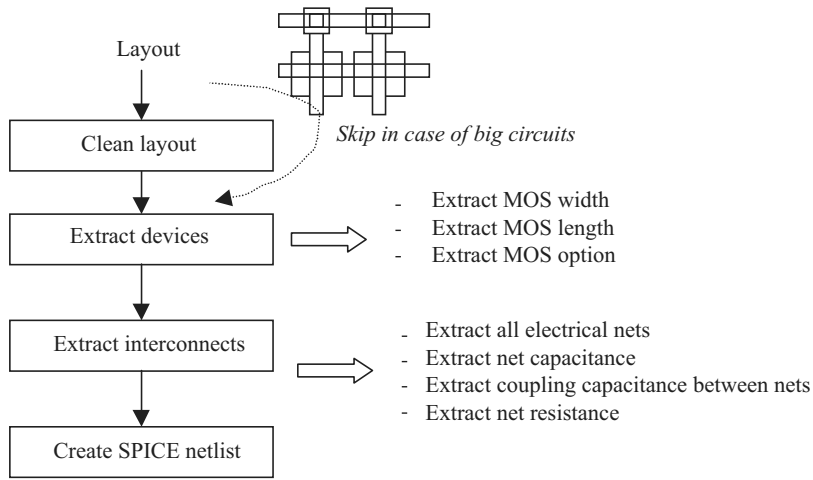 Layout
Skip in case of big circuits
Clean layout
Extract devices
- Extract MOS width
- Extract MOS length
- Extract MOS option
Extract interconnects
- Extract all electrical nets
- Extract net capacitance
- Extract coupling capacitance between nets
- Extract net resistance
Create SPICE netlist